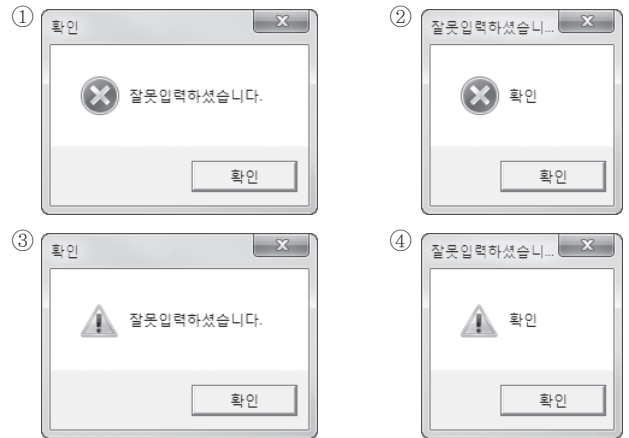 ① 확인
잘못입력하셨습니다.
확인
② 잘못입력하셨습니...
확인
확인
③ 확인
잘못입력하셨습니다.
확인
④ 잘못입력하셨습니...
확인
확인